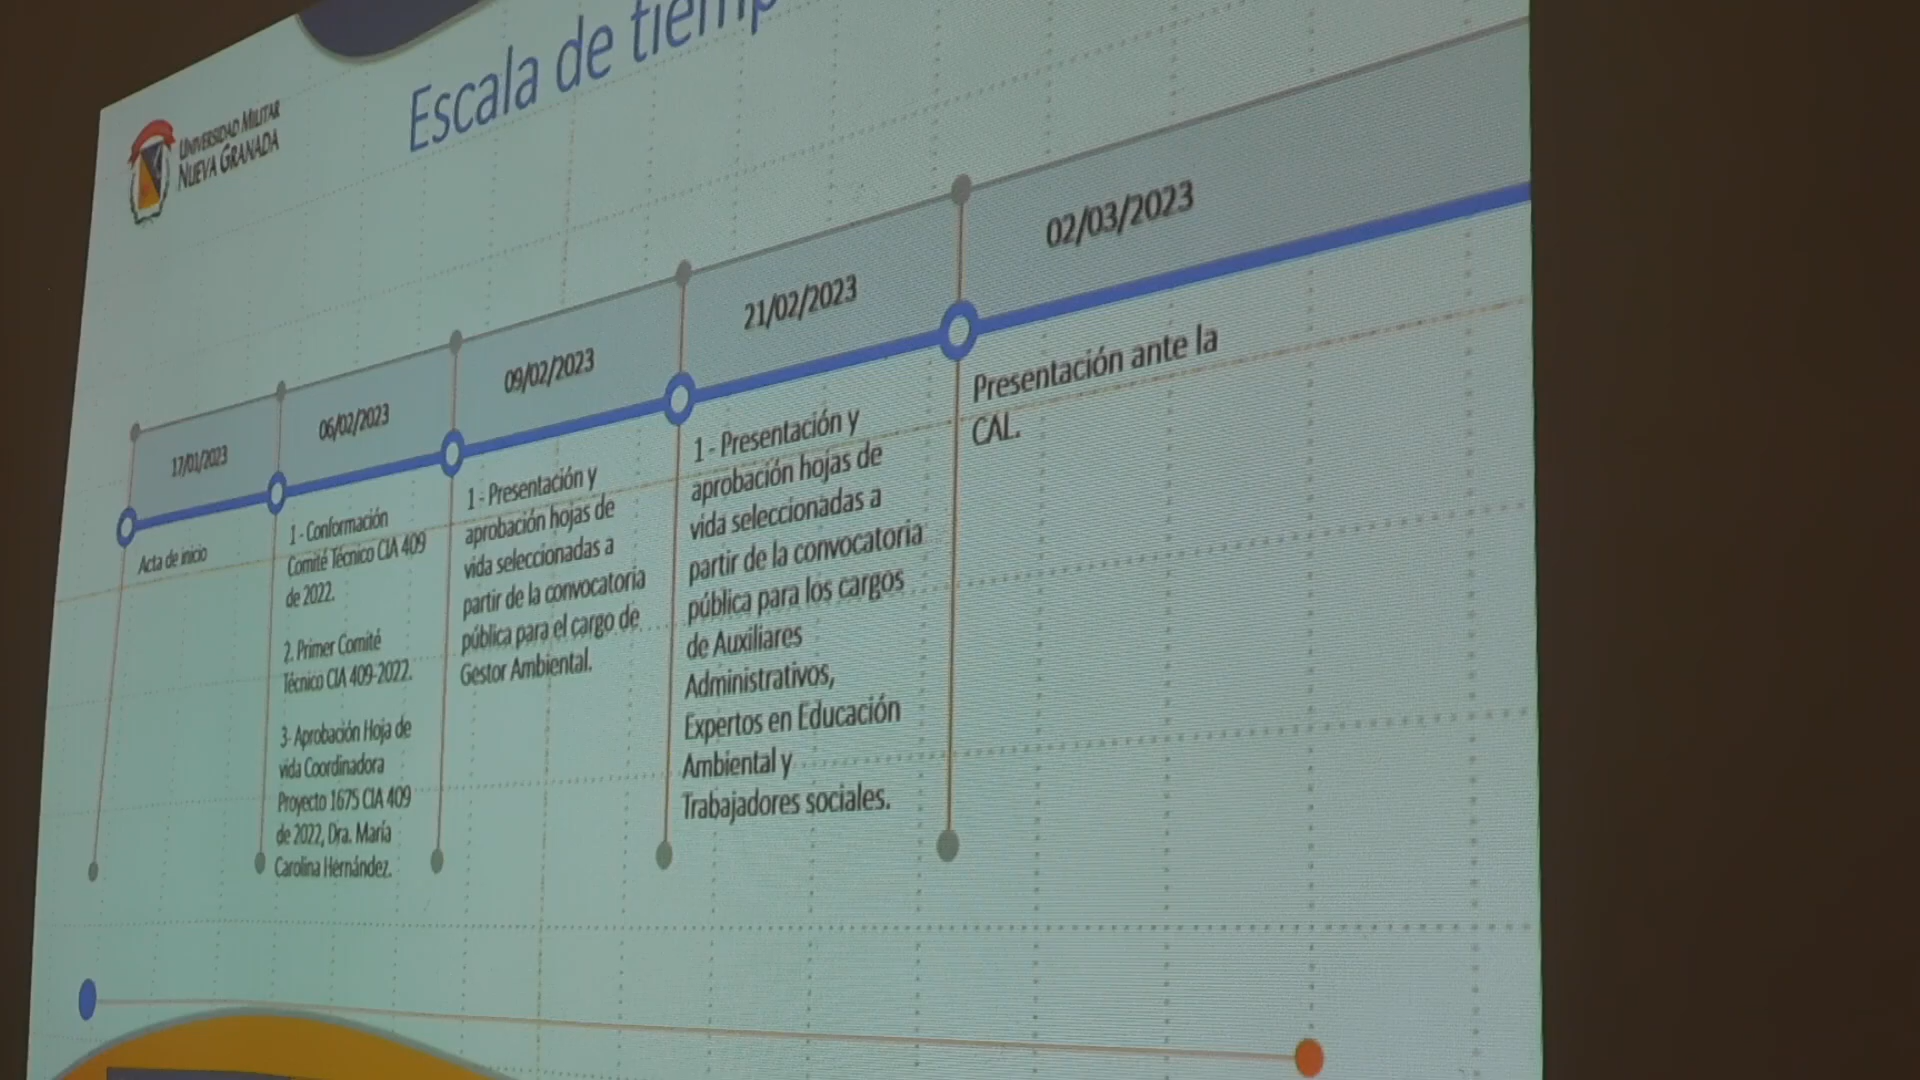 Escala de
UNIVERSIDAD MILITAR
NUEVA GRANADA
17/01/2023
Acta de inicio
06/02/2023
1 - Conformación
Comité Técnico CIA 409
de 2022.
2. Primer Comité
Técnico CIA 409-2022.
3- Aprobación Hoja de
vida Coordinadora
Proyecto 1675 CIA 409
de 2022, Dra. María
Carolina Hernández.
09/02/2023
1 - Presentación y
aprobación hojas de
vida seleccionadas a
partir de la convocatoria
pública para el cargo de
Gestor Ambiental.
21/02/2023
1 - Presentación y
aprobación hojas de
vida seleccionadas a
partir de la convocatoria
pública para los cargos
de Auxiliares
Administrativos,
Expertos en Educación
Ambiental y
Trabajadores sociales.
02/03/2023
Presentación ante la
CAL.